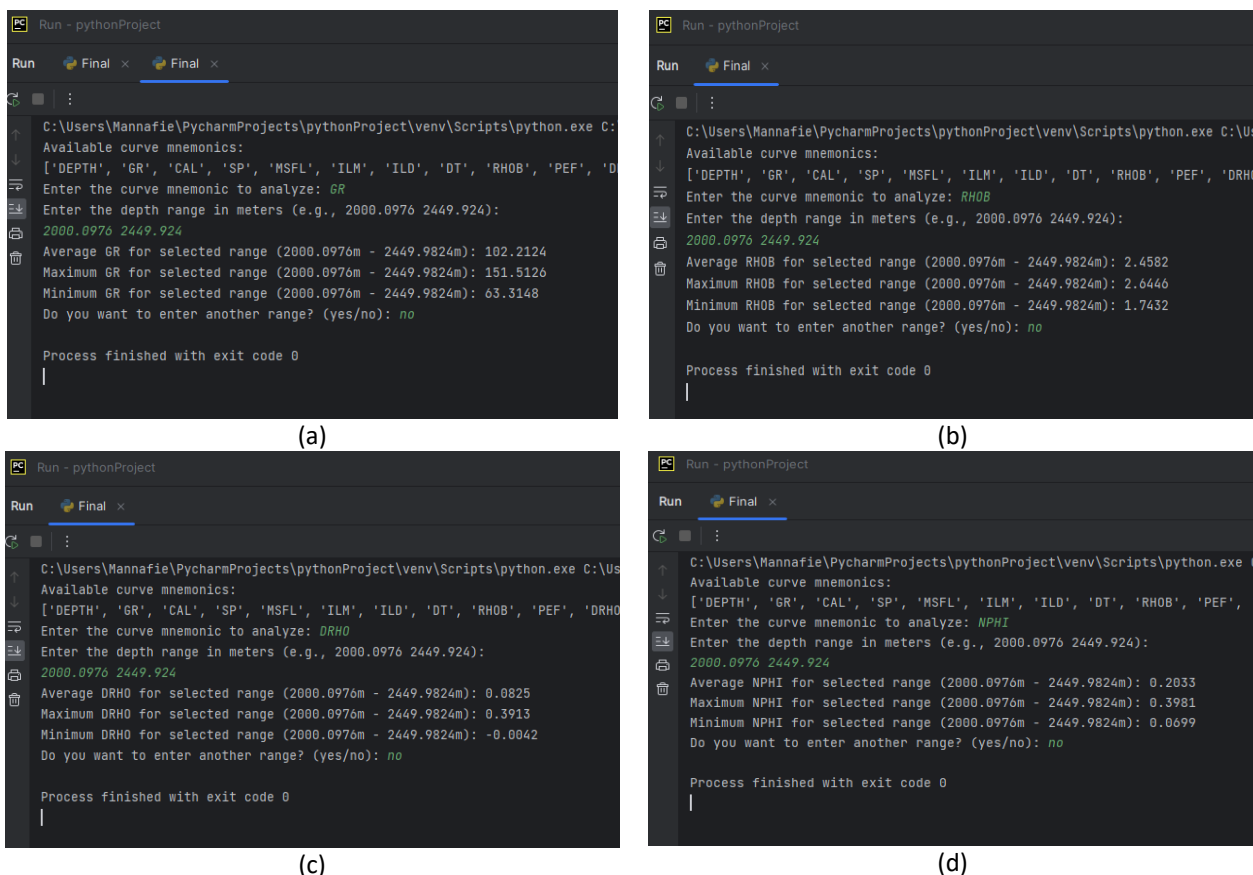 PC Run - pythonProject
Run Final × Final ×
C:\Users\Mannafie\PycharmProjects\pythonProject\venv\Scripts\python.exe C:
Available curve mnemonics:
['DEPTH', 'GR', 'CAL', 'SP', 'MSFL', 'ILM', 'ILD', 'DT', 'RHOB', 'PEF', 'D
Enter the curve mnemonic to analyze: GR
Enter the depth range in meters (e.g., 2000.0976 2449.924):
2000.0976 2449.924
Average GR for selected range (2000.0976m - 2449.9824m): 102.2124
Maximum GR for selected range (2000.0976m - 2449.9824m): 151.5126
Minimum GR for selected range (2000.0976m - 2449.9824m): 63.3148
Do you want to enter another range? (yes/no): no
Process finished with exit code 0
(a)
PC Run - pythonProject
Run Final ×
C:\Users\Mannafie\PycharmProjects\pythonProject\venv\Scripts\python.exe C:\Us
Available curve mnemonics:
['DEPTH', 'GR', 'CAL', 'SP', 'MSFL', 'ILM', 'ILD', 'DT', 'RHOB', 'PEF', 'DRHO
Enter the curve mnemonic to analyze: RHOB
Enter the depth range in meters (e.g., 2000.0976 2449.924):
2000.0976 2449.924
Average RHOB for selected range (2000.0976m - 2449.9824m): 2.4582
Maximum RHOB for selected range (2000.0976m - 2449.9824m): 2.6446
Minimum RHOB for selected range (2000.0976m - 2449.9824m): 1.7432
Do you want to enter another range? (yes/no): no
Process finished with exit code 0
(b)
PC Run - pythonProject
Run Final ×
C:\Users\Mannafie\PycharmProjects\pythonProject\venv\Scripts\python.exe C:\Us
Available curve mnemonics:
['DEPTH', 'GR', 'CAL', 'SP', 'MSFL', 'ILM', 'ILD', 'DT', 'RHOB', 'PEF', 'DRHO
Enter the curve mnemonic to analyze: DRHO
Enter the depth range in meters (e.g., 2000.0976 2449.924):
2000.0976 2449.924
Average DRHO for selected range (2000.0976m - 2449.9824m): 0.0825
Maximum DRHO for selected range (2000.0976m - 2449.9824m): 0.3913
Minimum DRHO for selected range (2000.0976m - 2449.9824m): -0.0042
Do you want to enter another range? (yes/no): no
Process finished with exit code 0
(c)
PC Run - pythonProject
Run Final ×
C:\Users\Mannafie\PycharmProjects\pythonProject\venv\Scripts\python.exe
Available curve mnemonics:
['DEPTH', 'GR', 'CAL', 'SP', 'MSFL', 'ILM', 'ILD', 'DT', 'RHOB', 'PEF',
Enter the curve mnemonic to analyze: NPHI
Enter the depth range in meters (e.g., 2000.0976 2449.924):
2000.0976 2449.924
Average NPHI for selected range (2000.0976m - 2449.9824m): 0.2033
Maximum NPHI for selected range (2000.0976m - 2449.9824m): 0.3981
Minimum NPHI for selected range (2000.0976m - 2449.9824m): 0.0699
Do you want to enter another range? (yes/no): no
Process finished with exit code 0
(d)